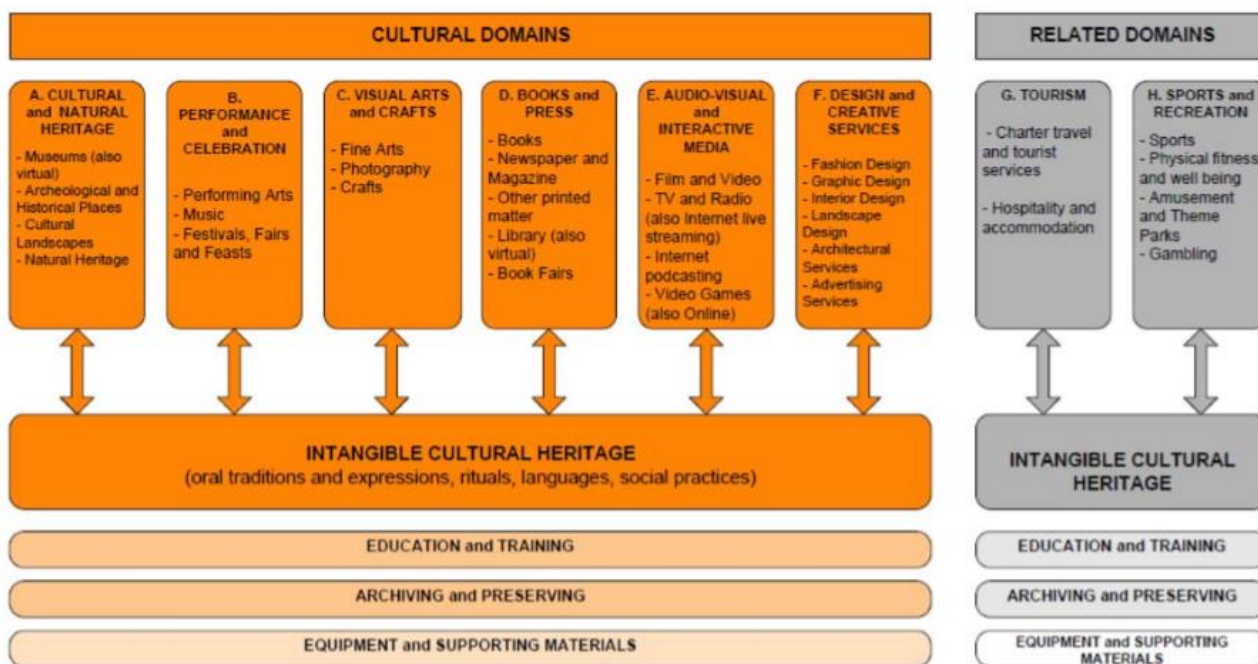 CULTURAL DOMAINS
RELATED DOMAINS
A. CULTURAL
and NATURAL
HERITAGE
- Museums (also
virtual)
- Archeological and
Historical Places
- Cultural
Landscapes
- Natural Heritage
B.
PERFORMANCE
and
CELEBRATION
- Performing Arts
- Music
- Festivals, Fairs
and Feasts
C. VISUAL ARTS
and CRAFTS
- Fine Arts
- Photography
- Crafts
D. BOOKS and
PRESS
- Books
- Newspaper and
Magazine
- Other printed
matter
- Library (also
virtual)
- Book Fairs
E. AUDIO-VISUAL
and
INTERACTIVE
MEDIA
- Film and Video
- TV and Radio
(also Internet live
streaming)
- Internet
podcasting
- Video Games
(also Online)
F. DESIGN and
CREATIVE
SERVICES
- Fashion Design
- Graphic Design
- Interior Design
- Landscape
Design
- Architectural
Services
- Advertising
Services
G. TOURISM
- Charter travel
and tourist
services
- Hospitality and
accommodation
H. SPORTS and
RECREATION
- Sports
- Physical fitness
and well being
- Amusement
and Theme
Parks
- Gambling
INTANGIBLE CULTURAL HERITAGE
(oral traditions and expressions, rituals, languages, social practices)
INTANGIBLE CULTURAL
HERITAGE
EDUCATION and TRAINING
EDUCATION and TRAINING
ARCHIVING and PRESERVING
ARCHIVING and PRESERVING
EQUIPMENT and SUPPORTING MATERIALS
EQUIPMENT and SUPPORTING
MATERIALS